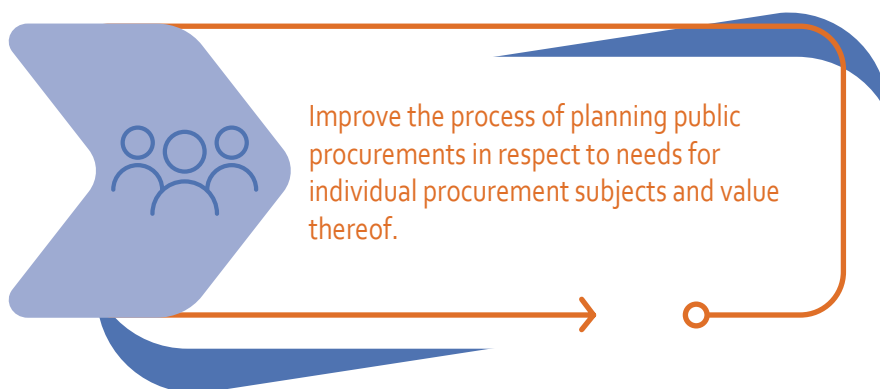 Improve the process of planning public
procurements in respect to needs for
individual procurement subjects and value
thereof.